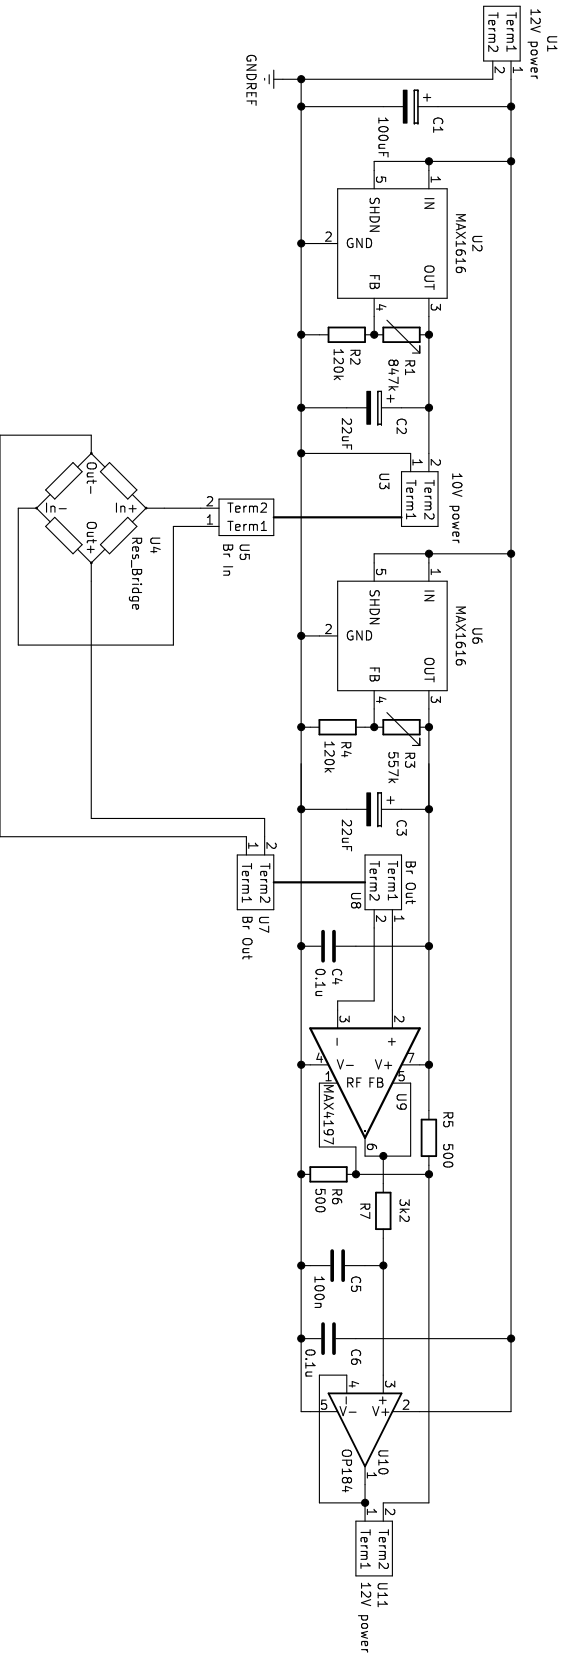 U1
12V power
Term1
Term2
1
2
GNDREF
C1
+
100uF
U2
MAX1616
1
IN
5
SHDN
2
GND
OUT
3
FB
4
R1
847k
R2
120k
C2
+
22uF
10V power
2
1
Term2
Term1
U3
2
1
Term2
Term1
U5
Br In
U4
Res_Bridge
Out-
In+
In-
Out+
U6
MAX1616
1
IN
5
SHDN
2
GND
OUT
3
FB
4
R3
557k
R4
120k
C3
+
22uF
2
1
Term2
Term1
U7
Br Out
Br Out
Term1
Term2
U8
1
2
C4
0.1u
2
+
3
-
7
V+
4
V-
5
FB
1
RF
6
U9
MAX4197
R5
500
R6
500
3k2
R7
C5
100n
C6
0.1u
3
+
4
-
2
V+
5
V-
1
U10
OP184
2
1
Term2
Term1
U11
12V power